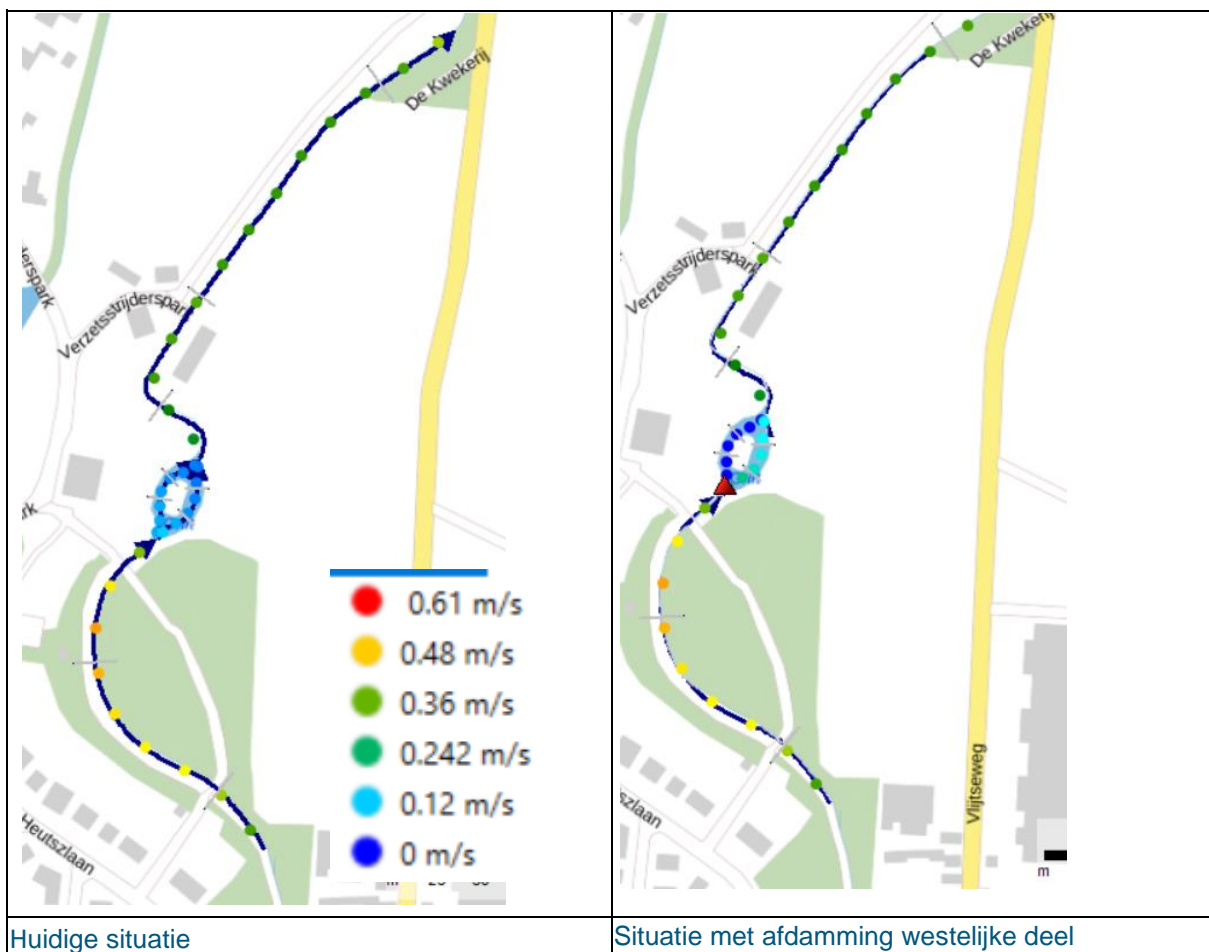 De Kwekerij
derspark
Verzetsstrijderspark
rk
Heutszlaan
0.61 m/s
0.48 m/s
0.36 m/s
0.242 m/s
0.12 m/s
0 m/s
Huidige situatie
De Kwekerij
Verzetsstrijderspark
szlaan
Vlijtseweg
m
Situatie met afdamming westelijke deel